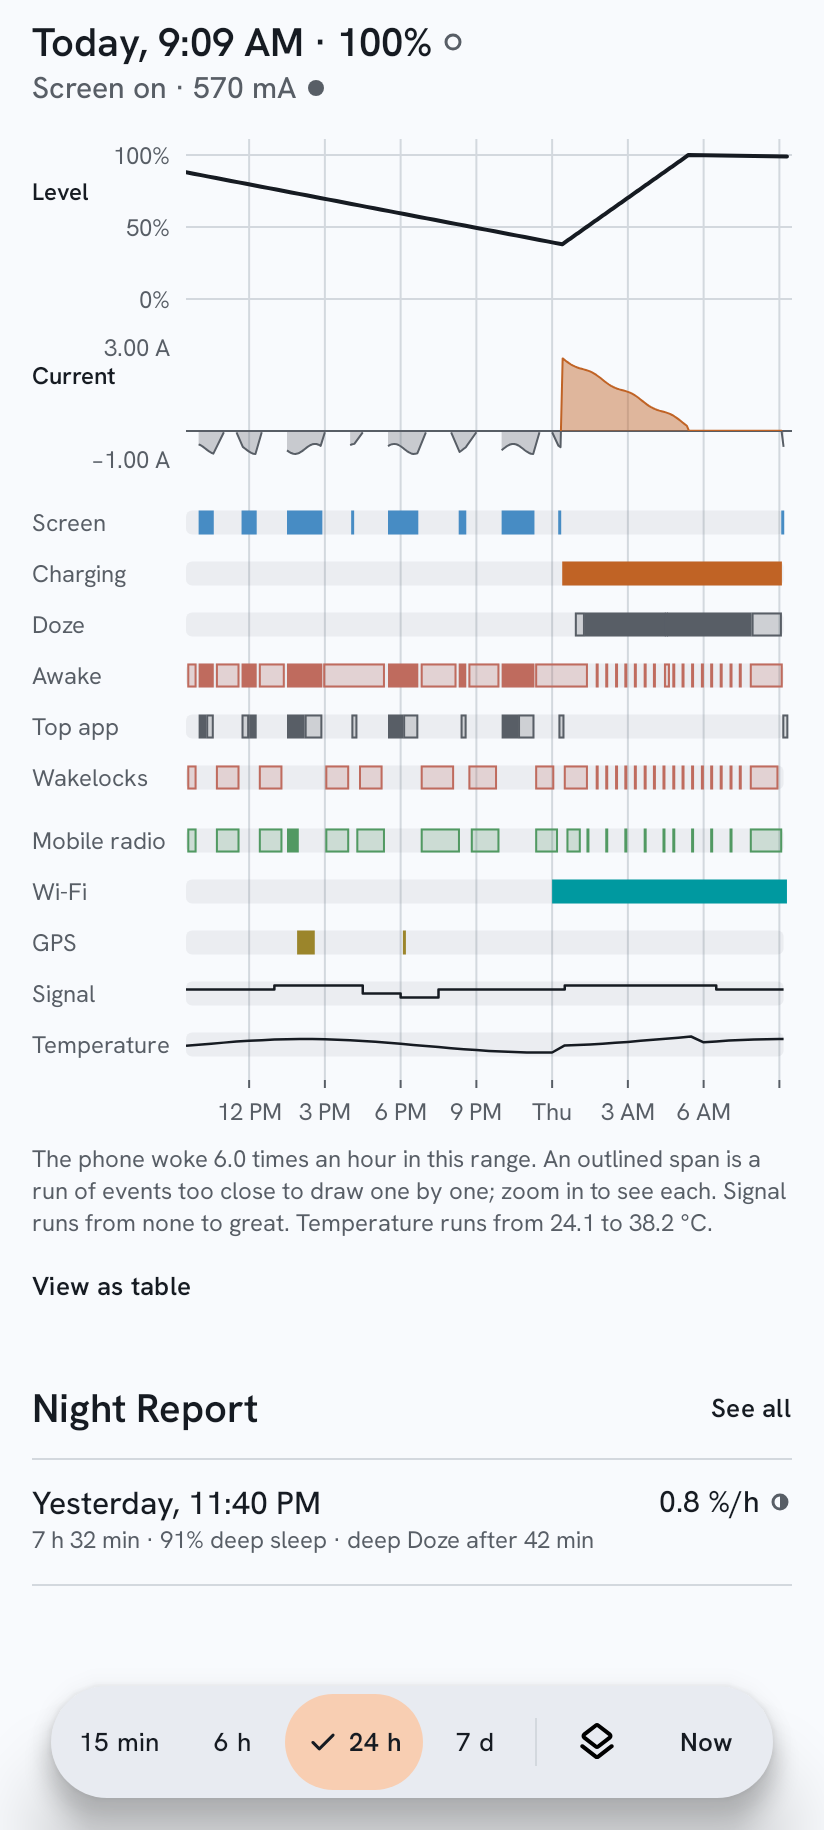 Today, 9:09 AM · 100%
Screen on · 570 mA
100%
Level
50%
0%
3.00 A
Current
−1.00 A
Screen
Charging
Doze
Awake
Top app
Wakelocks
Mobile radio
Wi-Fi
GPS
Signal
Temperature
12 PM 3 PM 6 PM 9 PM Thu 3 AM 6 AM
The phone woke 6.0 times an hour in this range. An outlined span is a
run of events too close to draw one by one; zoom in to see each. Signal
runs from none to great. Temperature runs from 24.1 to 38.2 °C.
View as table
Night Report See all
Yesterday, 11:40 PM 0.8 %/h
7 h 32 min · 91% deep sleep · deep Doze after 42 min
15 min 6 h 24 h 7 d Now